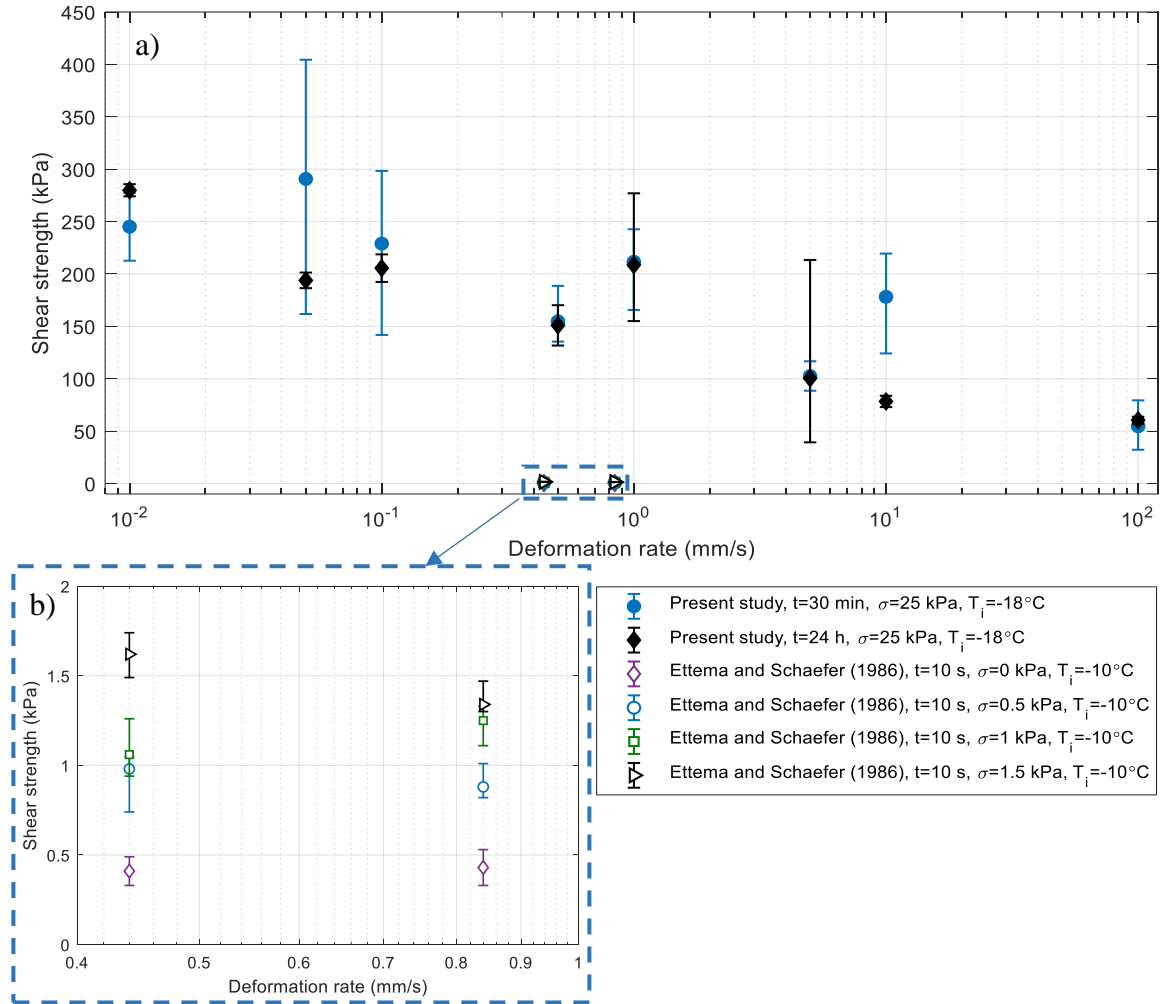 a)
450
400
350
300
250
200
150
100
50
0
Shear strength (kPa)
10^-2 10^-1 10^0 10^1 10^2
Deformation rate (mm/s)
b)
2
1.5
1
0.5
0
Shear strength (kPa)
0.4 0.5 0.6 0.7 0.8 0.9 1
Deformation rate (mm/s)
Present study, t=30 min, σ=25 kPa, T_i=-18°C
Present study, t=24 h, σ=25 kPa, T_i=-18°C
Ettema and Schaefer (1986), t=10 s, σ=0 kPa, T_i=-10°C
Ettema and Schaefer (1986), t=10 s, σ=0.5 kPa, T_i=-10°C
Ettema and Schaefer (1986), t=10 s, σ=1 kPa, T_i=-10°C
Ettema and Schaefer (1986), t=10 s, σ=1.5 kPa, T_i=-10°C